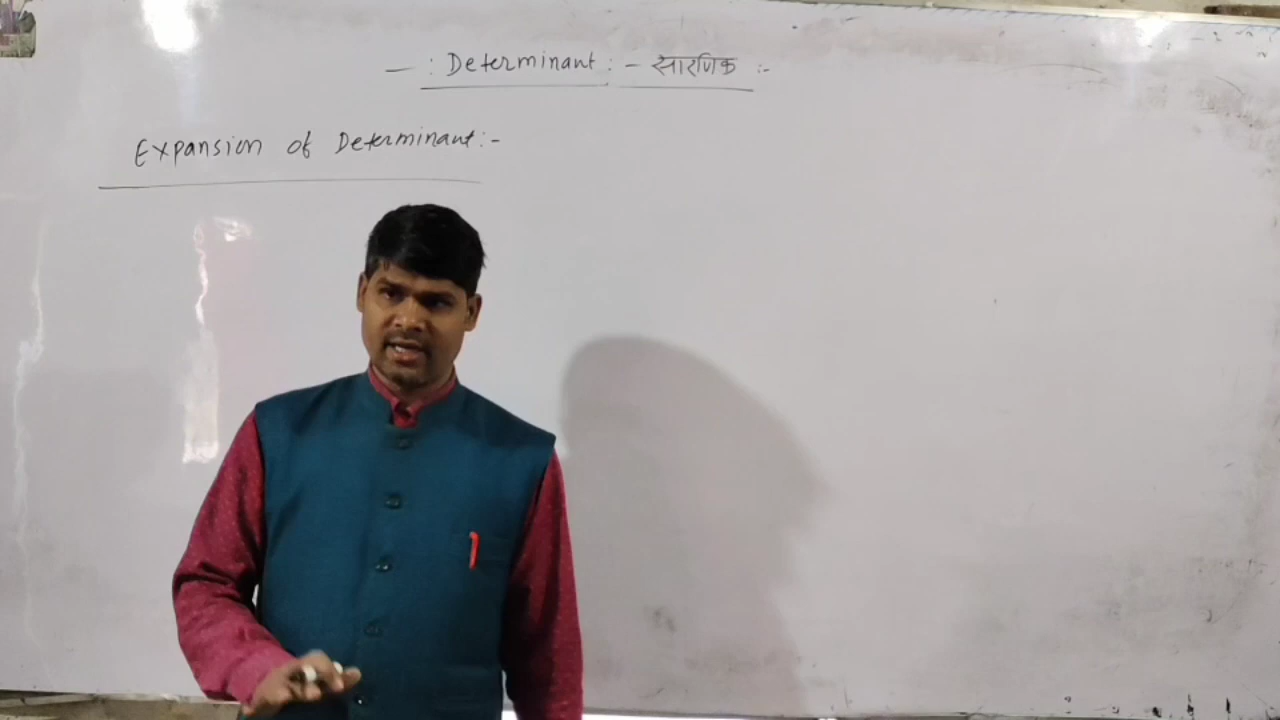 — : Determinant : – सारणिक :-
Expansion of Determinant:-